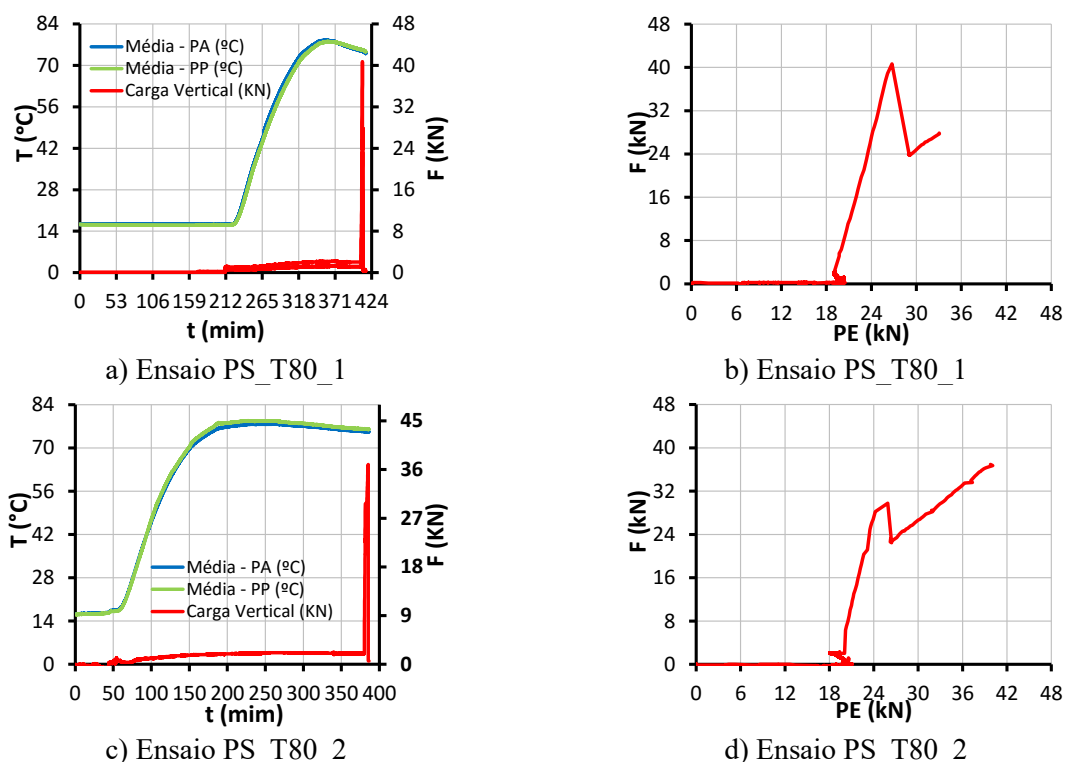 84 48
70 40
56 32
42 24
28 16
14 8
0 0
T (°C)
F (KN)
Média - PA (ºC)
Média - PP (ºC)
Carga Vertical (KN)
0 53 106 159 212 265 318 371 424
t (mim)
a) Ensaio PS_T80_1
48
40
32
24
16
8
0
F (kN)
0 6 12 18 24 30 36 42 48
PE (kN)
b) Ensaio PS_T80_1
84
70 45
56 36
42 27
28 18
14 9
0 0
T (°C)
F (KN)
Média - PA (ºC)
Média - PP (ºC)
Carga Vertical (KN)
0 50 100 150 200 250 300 350 400
t (mim)
c) Ensaio PS_T80_2
48
40
32
24
16
8
0
F (kN)
0 6 12 18 24 30 36 42 48
PE (kN)
d) Ensaio PS_T80_2